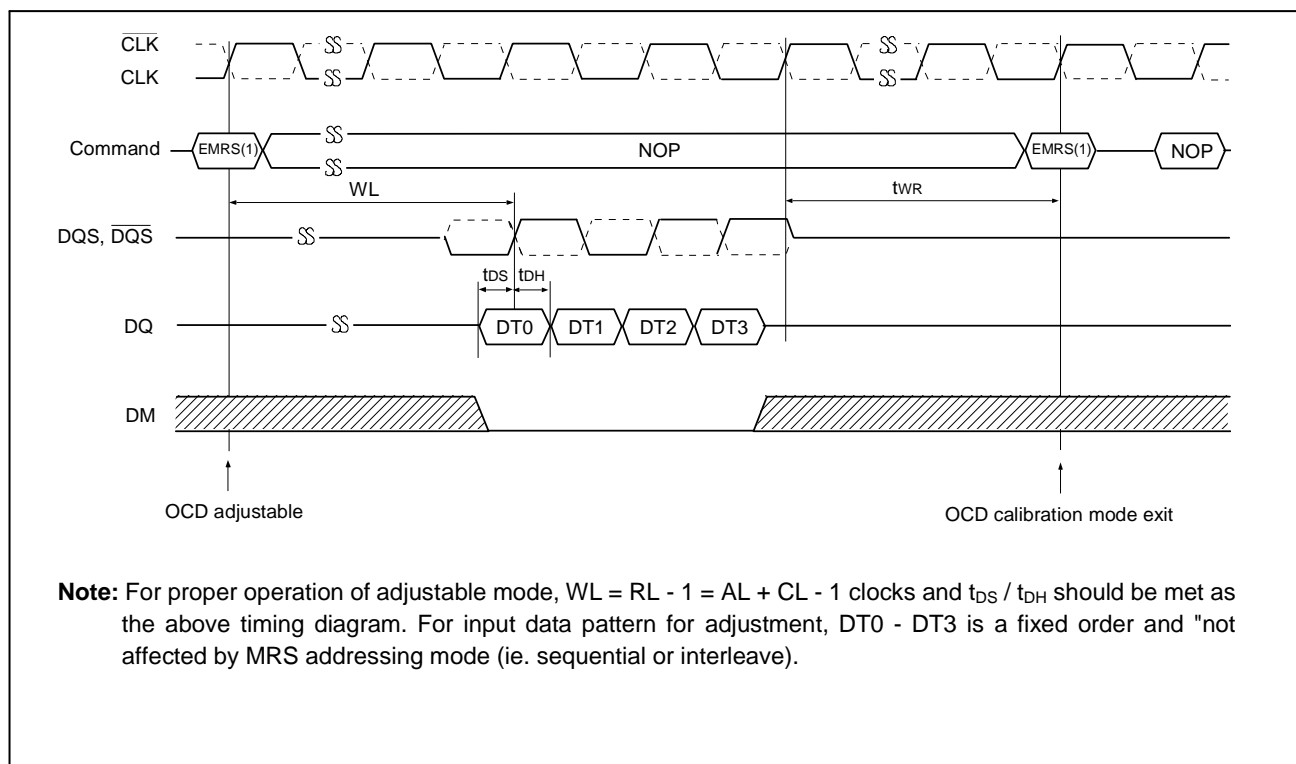 CLK
CLK
Command
EMRS(1)
NOP
EMRS(1)
NOP
WL
tWR
DQS, DQS
tDS
tDH
DQ
DT0
DT1
DT2
DT3
DM
OCD adjustable
OCD calibration mode exit
Note: For proper operation of adjustable mode, WL = RL - 1 = AL + CL - 1 clocks and tDS / tDH should be met as
the above timing diagram. For input data pattern for adjustment, DT0 - DT3 is a fixed order and "not
affected by MRS addressing mode (ie. sequential or interleave).